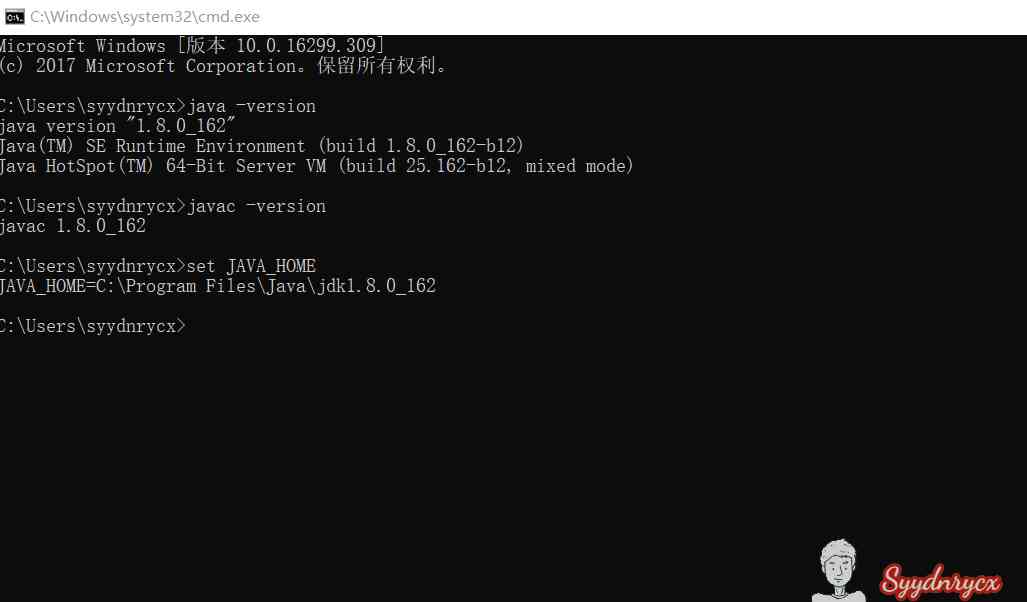 C:\Windows\system32\cmd.exe
Microsoft Windows [版本 10.0.16299.309]
(c) 2017 Microsoft Corporation。保留所有权利。
C:\Users\syydnrycx>java -version
java version "1.8.0_162"
Java(TM) SE Runtime Environment (build 1.8.0_162-b12)
Java HotSpot(TM) 64-Bit Server VM (build 25.162-b12, mixed mode)
C:\Users\syydnrycx>javac -version
javac 1.8.0_162
C:\Users\syydnrycx>set JAVA_HOME
JAVA_HOME=C:\Program Files\Java\jdk1.8.0_162
C:\Users\syydnrycx>
Syydnrycx